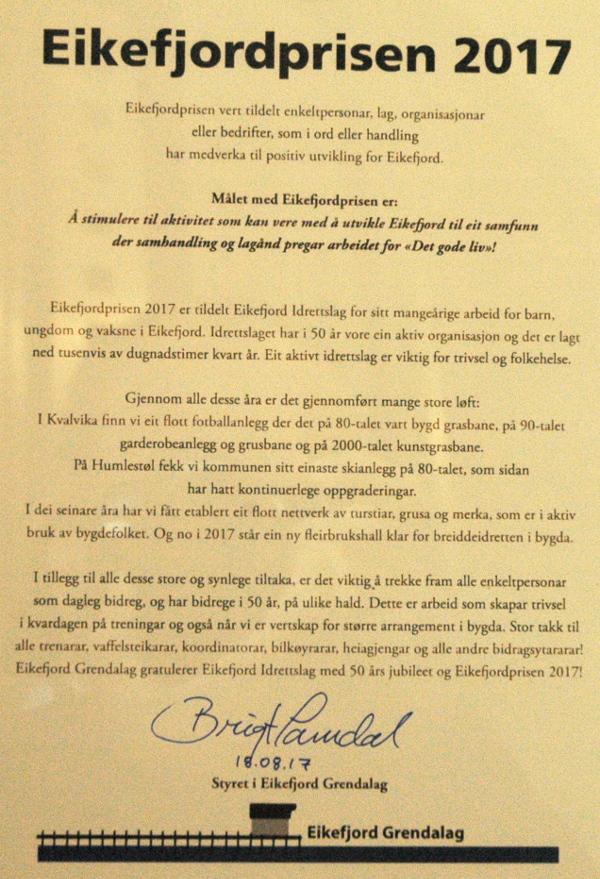 Eikefjordprisen 2017
Eikefjordprisen vert tildelt enkeltpersonar, lag, organisasjonar
eller bedrifter, som i ord eller handling
har medverka til positiv utvikling for Eikefjord.
Målet med Eikefjordprisen er:
Å stimulere til aktivitet som kan vere med å utvikle Eikefjord til eit samfunn
der samhandling og lagånd pregar arbeidet for «Det gode liv»!
Eikefjordprisen 2017 er tildelt Eikefjord Idrettslag for sitt mangeårige arbeid for barn,
ungdom og vaksne i Eikefjord. Idrettslaget har i 50 år vore ein aktiv organisasjon og det er lagt
ned tusenvis av dugnadstimer kvart år. Eit aktivt idrettslag er viktig for trivsel og folkehelse.
Gjennom alle desse åra er det gjennomført mange store løft:
I Kvalvika finn vi eit flott fotballanlegg der det på 80-talet vart bygd grasbane, på 90-talet
garderobeanlegg og grusbane og på 2000-talet kunstgrasbane.
På Humlestøl fekk vi kommunen sitt einaste skianlegg på 80-talet, som sidan
har hatt kontinuerlege oppgraderingar.
I dei seinare åra har vi fått etablert eit flott nettverk av turstiar, grusa og merka, som er i aktiv
bruk av bygdefolket. Og no i 2017 står ein ny fleirbrukshall klar for breiddeidretten i bygda.
I tillegg til alle desse store og synlege tiltaka, er det viktig å trekke fram alle enkeltpersonar
som dagleg bidreg, og har bidrege i 50 år, på ulike hald. Dette er arbeid som skapar trivsel
i kvardagen på treningar og også når vi er vertskap for større arrangement i bygda. Stor takk til
alle trenarar, vaffelsteikarar, koordinatorar, bilkøyrarar, heiagjengar og alle andre bidragsytararar!
Eikefjord Grendalag gratulerer Eikefjord Idrettslag med 50 års jubileet og Eikefjordprisen 2017!
18.08.17
Styret i Eikefjord Grendalag
Eikefjord Grendalag